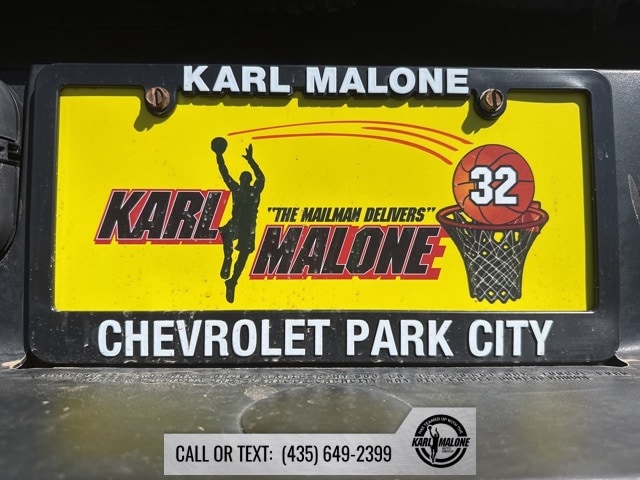 KARL MALONE
32
"THE MAILMAN DELIVERS"
KARL
MALONE
CHEVROLET PARK CITY
CALL OR TEXT: (435) 649-2399
KARL MALONE